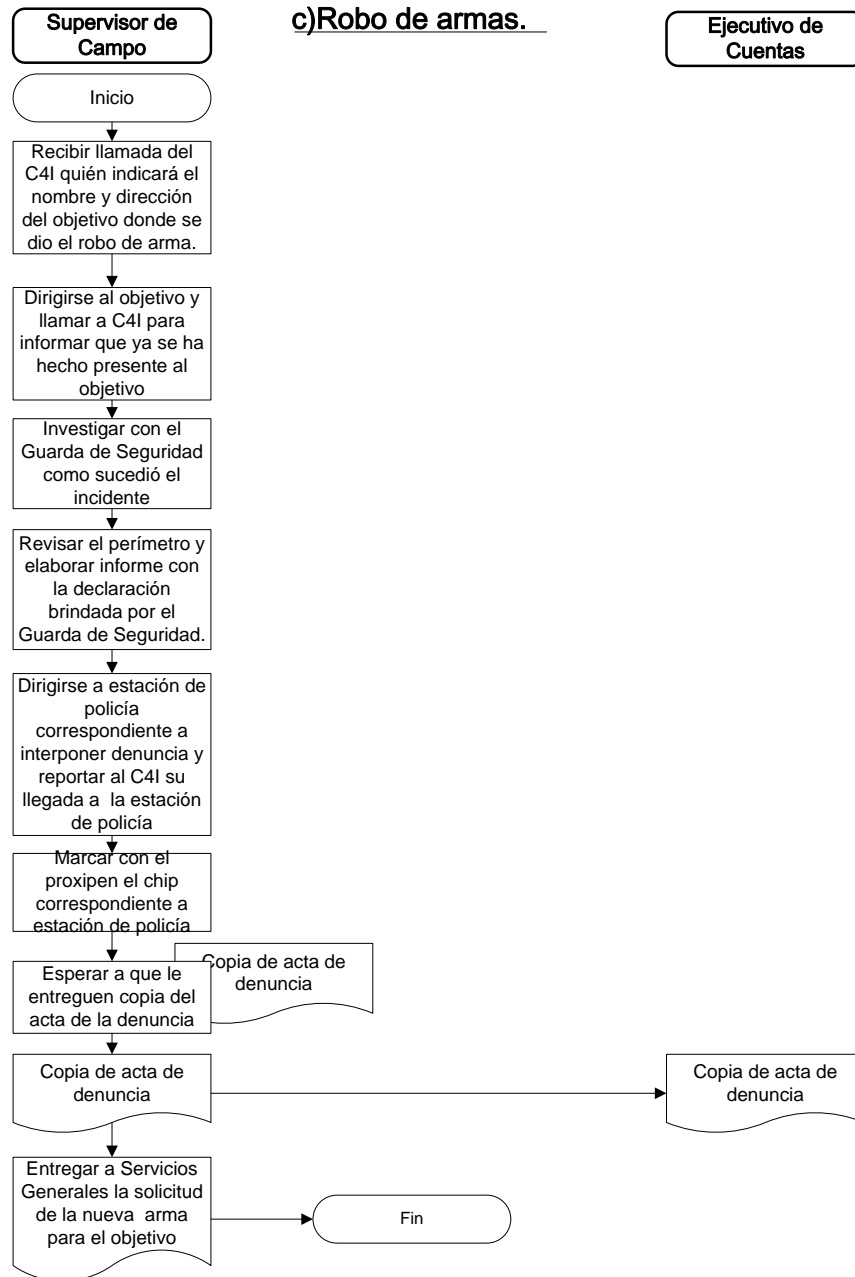 c)Robo de armas.
Supervisor de
Campo
Ejecutivo de
Cuentas
Inicio
Recibir llamada del
C4I quién indicará el
nombre y dirección
del objetivo donde se
dio el robo de arma.
Dirigirse al objetivo y
llamar a C4I para
informar que ya se ha
hecho presente al
objetivo
Investigar con el
Guarda de Seguridad
como sucedió el
incidente
Revisar el perímetro y
elaborar informe con
la declaración
brindada por el
Guarda de Seguridad.
Dirigirse a estación de
policía
correspondiente a
interponer denuncia y
reportar al C4I su
llegada a la estación
de policía
Marcar con el
proxipen el chip
correspondiente a
estación de policía
Esperar a que le
entreguen copia del
acta de la denuncia
Copia de acta de
denuncia
Copia de acta de
denuncia
Copia de acta de
denuncia
Entregar a Servicios
Generales la solicitud
de la nueva arma
para el objetivo
Fin